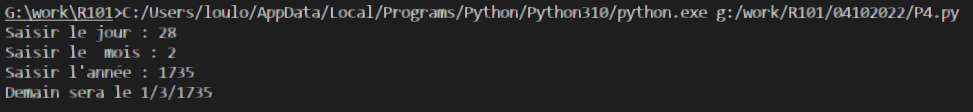 G:\work\R101>C:/Users/loulo/AppData/Local/Programs/Python/Python310/python.exe g:/work/R101/04102022/P4.py
Saisir le jour : 28
Saisir le  mois : 2
Saisir l'année : 1735
Demain sera le 1/3/1735